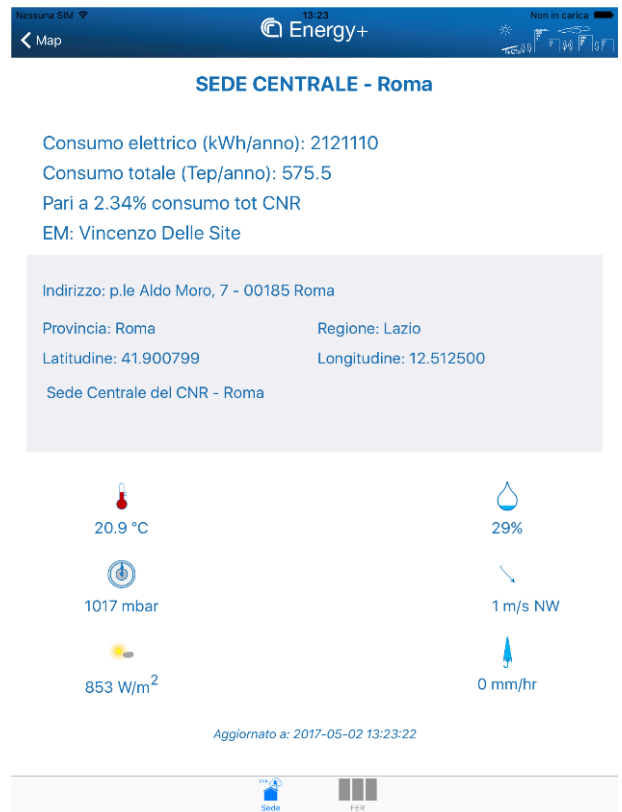 Nessuna SIM 13:23 Non in carica
Map Energy+
SEDE CENTRALE - Roma
Consumo elettrico (kWh/anno): 2121110
Consumo totale (Tep/anno): 575.5
Pari a 2.34% consumo tot CNR
EM: Vincenzo Delle Site
Indirizzo: p.le Aldo Moro, 7 - 00185 Roma
Provincia: Roma Regione: Lazio
Latitudine: 41.900799 Longitudine: 12.512500
Sede Centrale del CNR - Roma
20.9 °C 29%
1017 mbar 1 m/s NW
853 W/m² 0 mm/hr
Aggiornato a: 2017-05-02 13:23:22
Sede FER